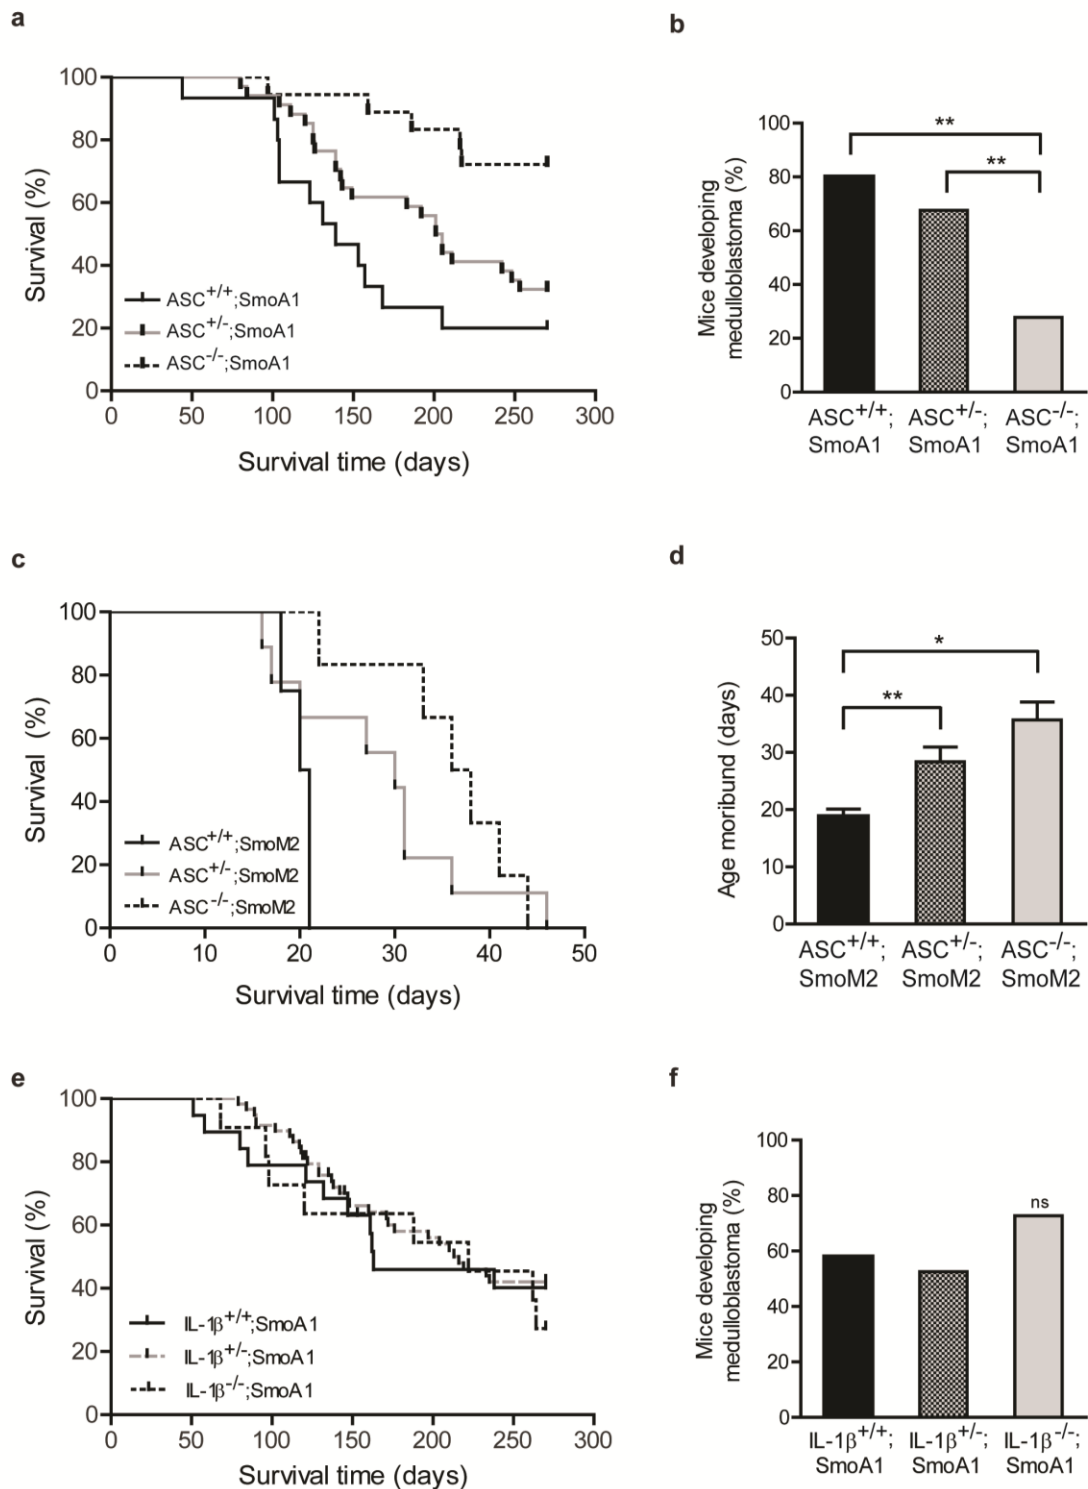 a
100
80
60
40
20
0
Survival (%)
ASC+/+;SmoA1
ASC+/-;SmoA1
ASC-/-;SmoA1
0 50 100 150 200 250 300
Survival time (days)
b
100
80
60
40
20
0
Mice developing
medulloblastoma (%)
**
**
ASC+/+; ASC+/-; ASC-/-;
SmoA1 SmoA1 SmoA1
c
100
80
60
40
20
0
Survival (%)
ASC+/+;SmoM2
ASC+/-;SmoM2
ASC-/-;SmoM2
0 10 20 30 40 50
Survival time (days)
d
50
40
30
20
10
0
Age moribund (days)
*
**
ASC+/+; ASC+/-; ASC-/-;
SmoM2 SmoM2 SmoM2
e
100
80
60
40
20
0
Survival (%)
IL-1β+/+;SmoA1
IL-1β+/-;SmoA1
IL-1β-/-;SmoA1
0 50 100 150 200 250 300
Survival time (days)
f
100
80
60
40
20
0
Mice developing
medulloblastoma (%)
ns
IL-1β+/+; IL-1β+/-; IL-1β-/-;
SmoA1 SmoA1 SmoA1